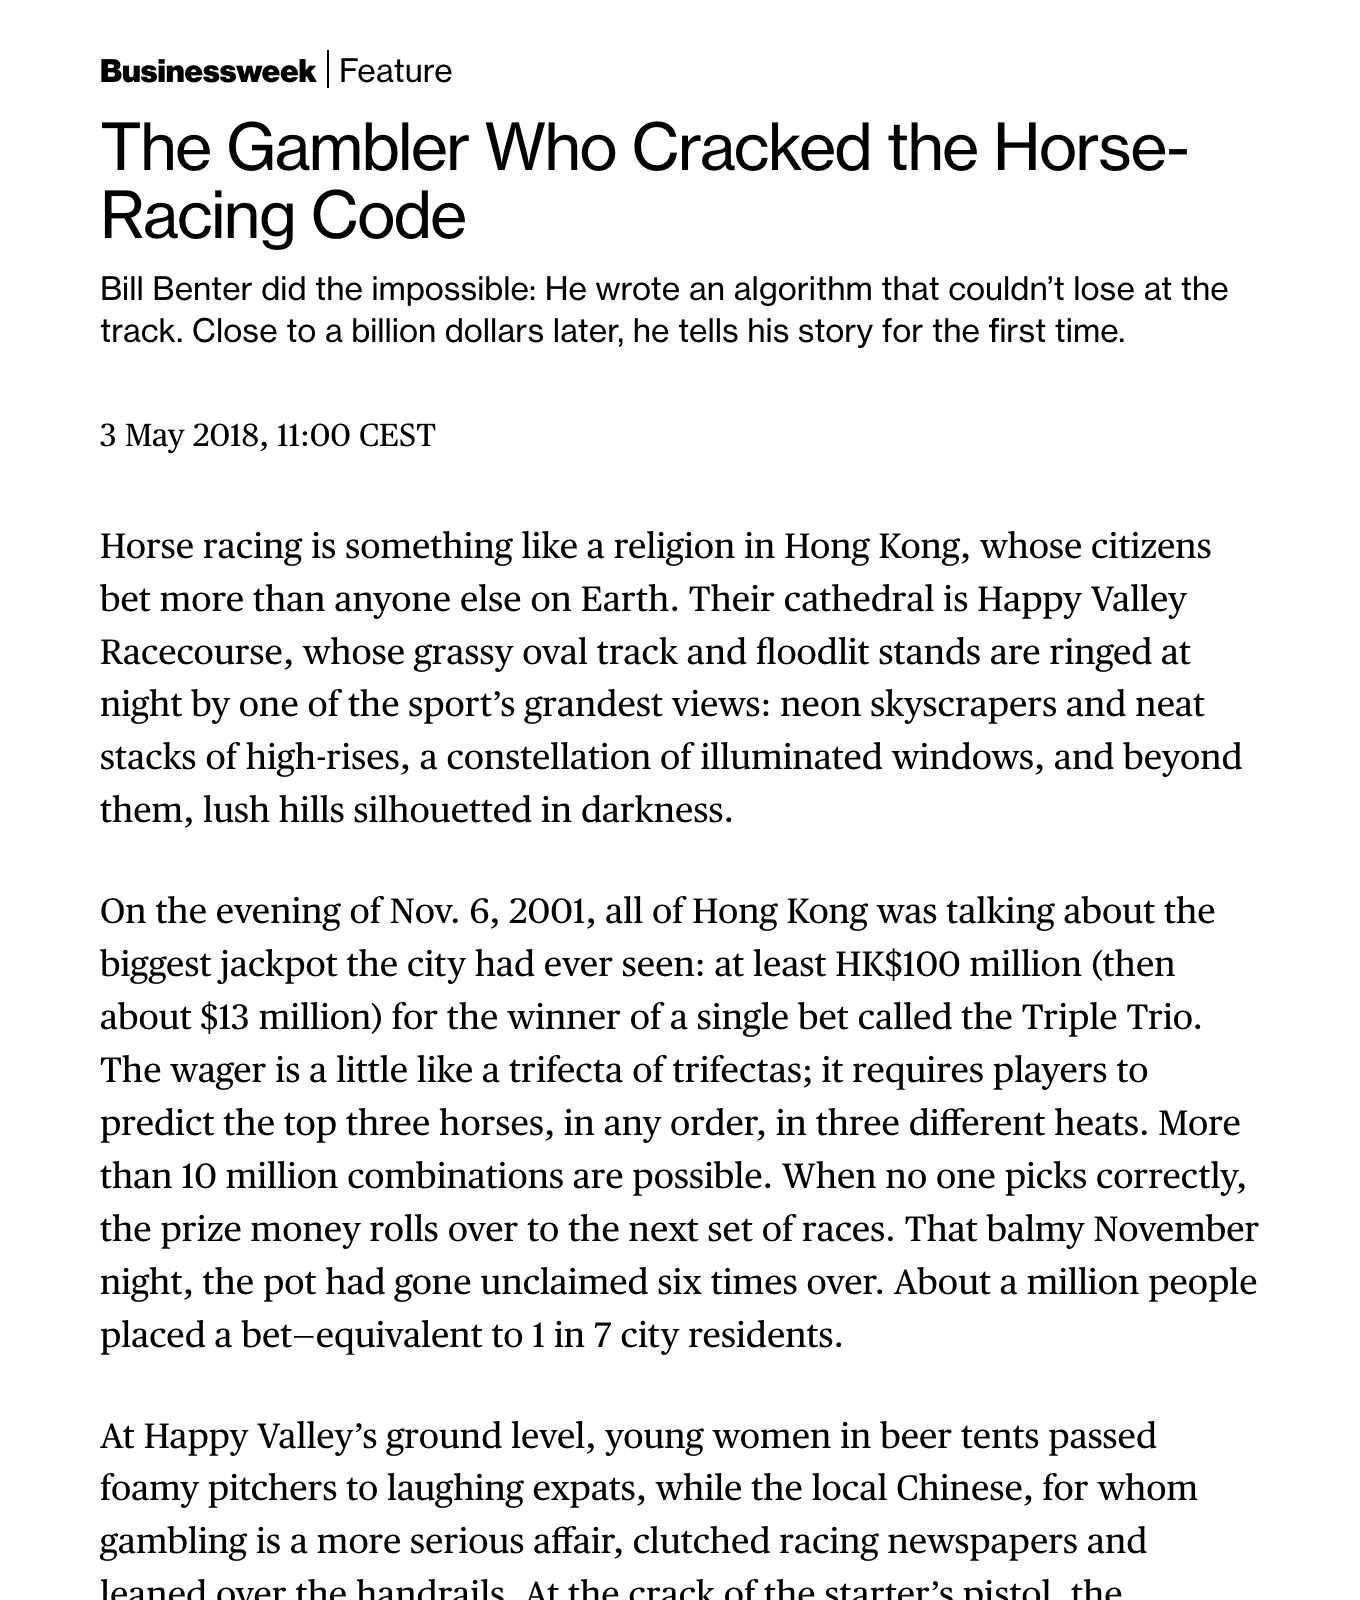 Businessweek | Feature
The Gambler Who Cracked the Horse-
Racing Code
Bill Benter did the impossible: He wrote an algorithm that couldn’t lose at the
track. Close to a billion dollars later, he tells his story for the first time.
3 May 2018, 11:00 CEST
Horse racing is something like a religion in Hong Kong, whose citizens
bet more than anyone else on Earth. Their cathedral is Happy Valley
Racecourse, whose grassy oval track and floodlit stands are ringed at
night by one of the sport’s grandest views: neon skyscrapers and neat
stacks of high-rises, a constellation of illuminated windows, and beyond
them, lush hills silhouetted in darkness.
On the evening of Nov. 6, 2001, all of Hong Kong was talking about the
biggest jackpot the city had ever seen: at least HK$100 million (then
about $13 million) for the winner of a single bet called the Triple Trio.
The wager is a little like a trifecta of trifectas; it requires players to
predict the top three horses, in any order, in three different heats. More
than 10 million combinations are possible. When no one picks correctly,
the prize money rolls over to the next set of races. That balmy November
night, the pot had gone unclaimed six times over. About a million people
placed a bet—equivalent to 1 in 7 city residents.
At Happy Valley’s ground level, young women in beer tents passed
foamy pitchers to laughing expats, while the local Chinese, for whom
gambling is a more serious affair, clutched racing newspapers and
leaned over the handrails. At the crack of the starter’s pistol, the